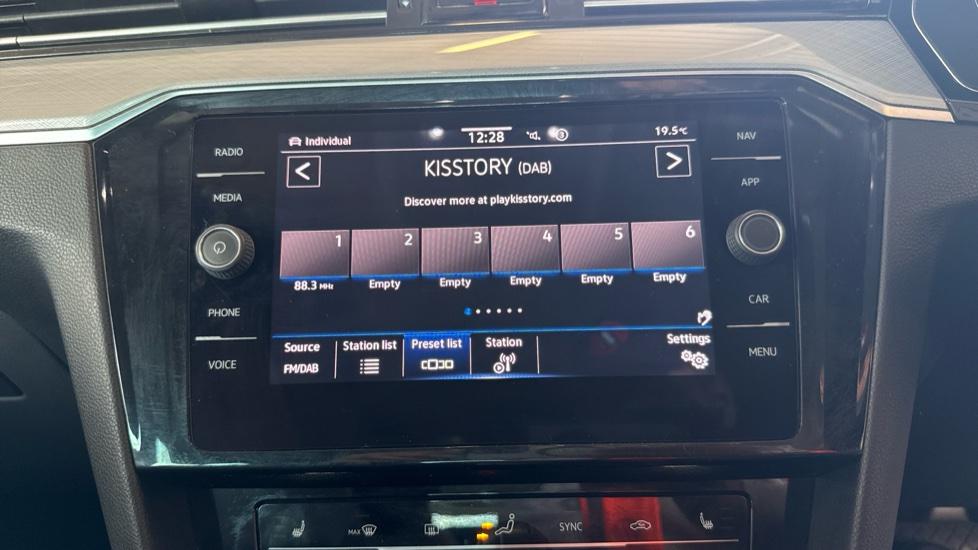 Individual 12:28 3 19.5°C
KISSTORY (DAB)
Discover more at playkisstory.com
1 2 3 4 5 6
88.3 MHz Empty Empty Empty Empty Empty
Source Station list Preset list Station Settings
FM/DAB
RADIO
MEDIA
PHONE
VOICE
NAV
APP
CAR
MENU
MAX SYNC